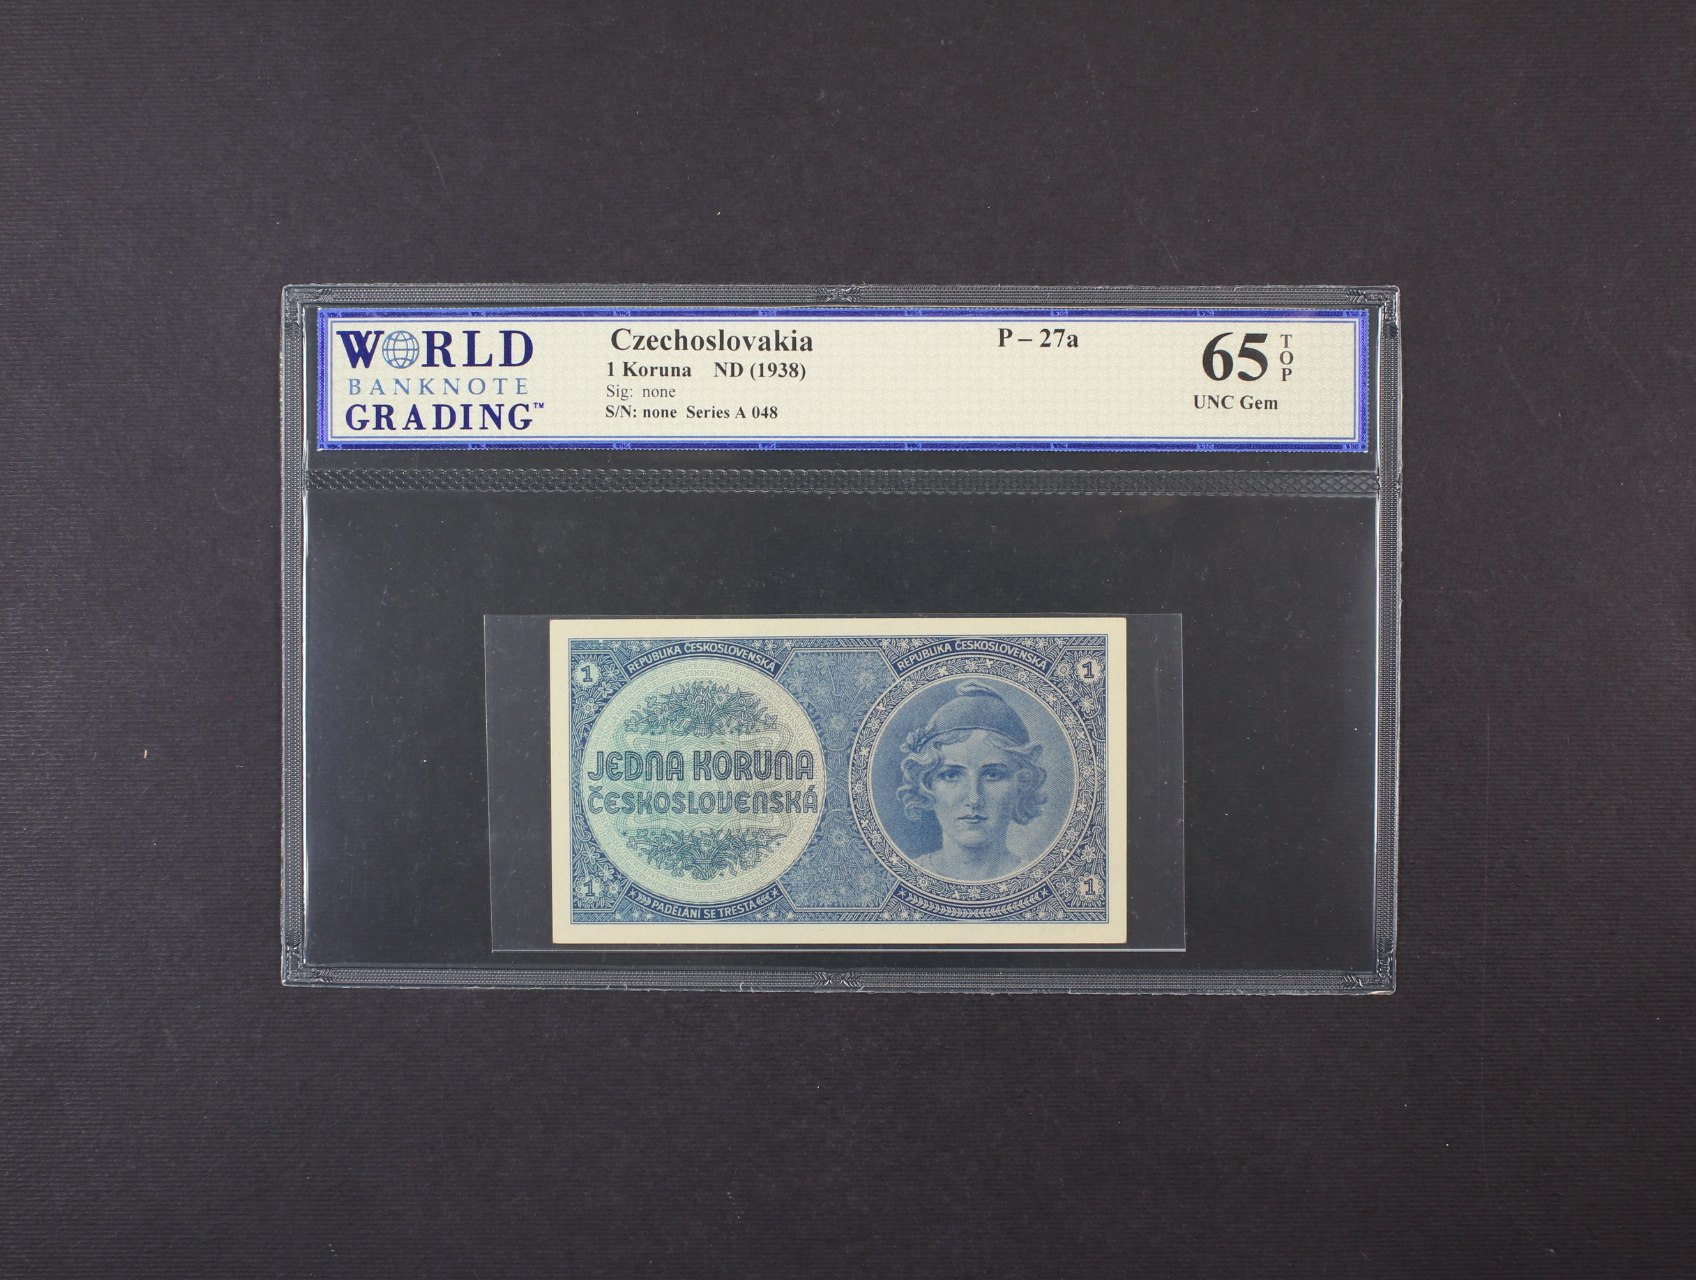 WORLD
BANKNOTE
GRADING™
Czechoslovakia
1 Koruna ND (1938)
Sig: none
S/N: none Series A 048
P – 27a
65 TOP
UNC Gem
REPUBLIKA ČESKOSLOVENSKÁ
REPUBLIKA ČESKOSLOVENSKÁ
1
1
JEDNA KORUNA
ČESKOSLOVENSKÁ
1
1
PADĚLÁNÍ SE TRESTÁ